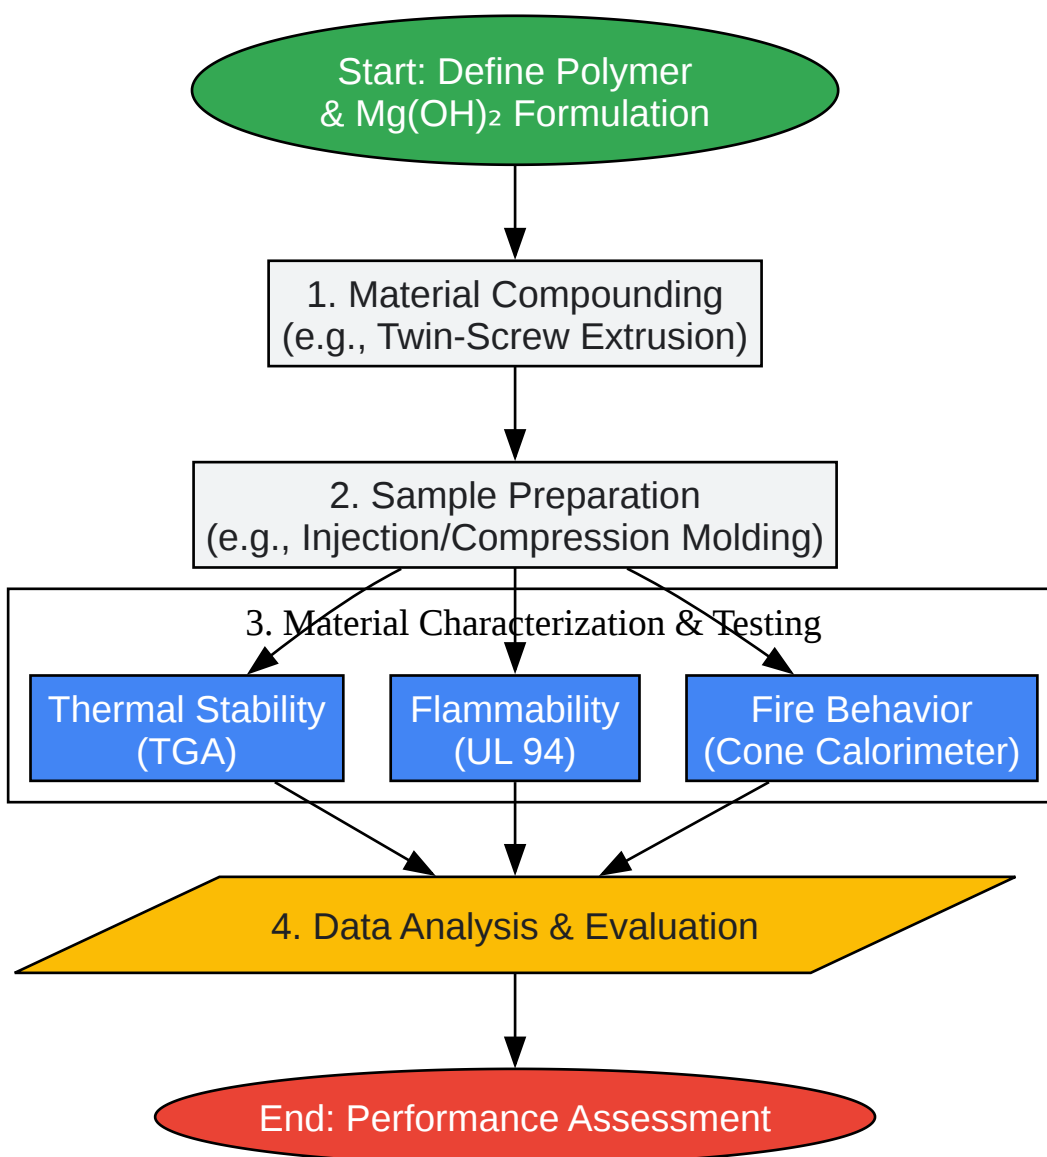 Start: Define Polymer
& Mg(OH)₂ Formulation
1. Material Compounding
(e.g., Twin-Screw Extrusion)
2. Sample Preparation
(e.g., Injection/Compression Molding)
3. Material Characterization & Testing
Thermal Stability
(TGA)
Flammability
(UL 94)
Fire Behavior
(Cone Calorimeter)
4. Data Analysis & Evaluation
End: Performance Assessment